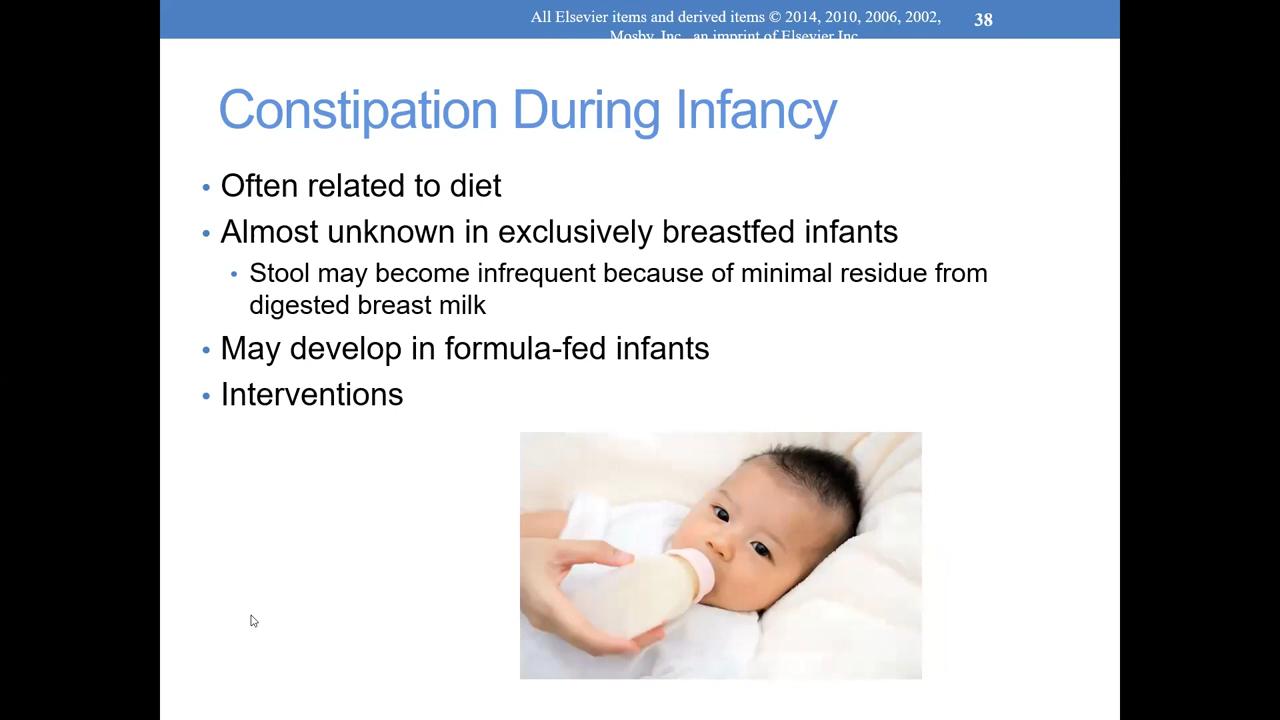 All Elsevier items and derived items © 2014, 2010, 2006, 2002,
Mosby, Inc., an imprint of Elsevier Inc.
38
Constipation During Infancy
• Often related to diet
• Almost unknown in exclusively breastfed infants
• Stool may become infrequent because of minimal residue from
digested breast milk
• May develop in formula-fed infants
• Interventions